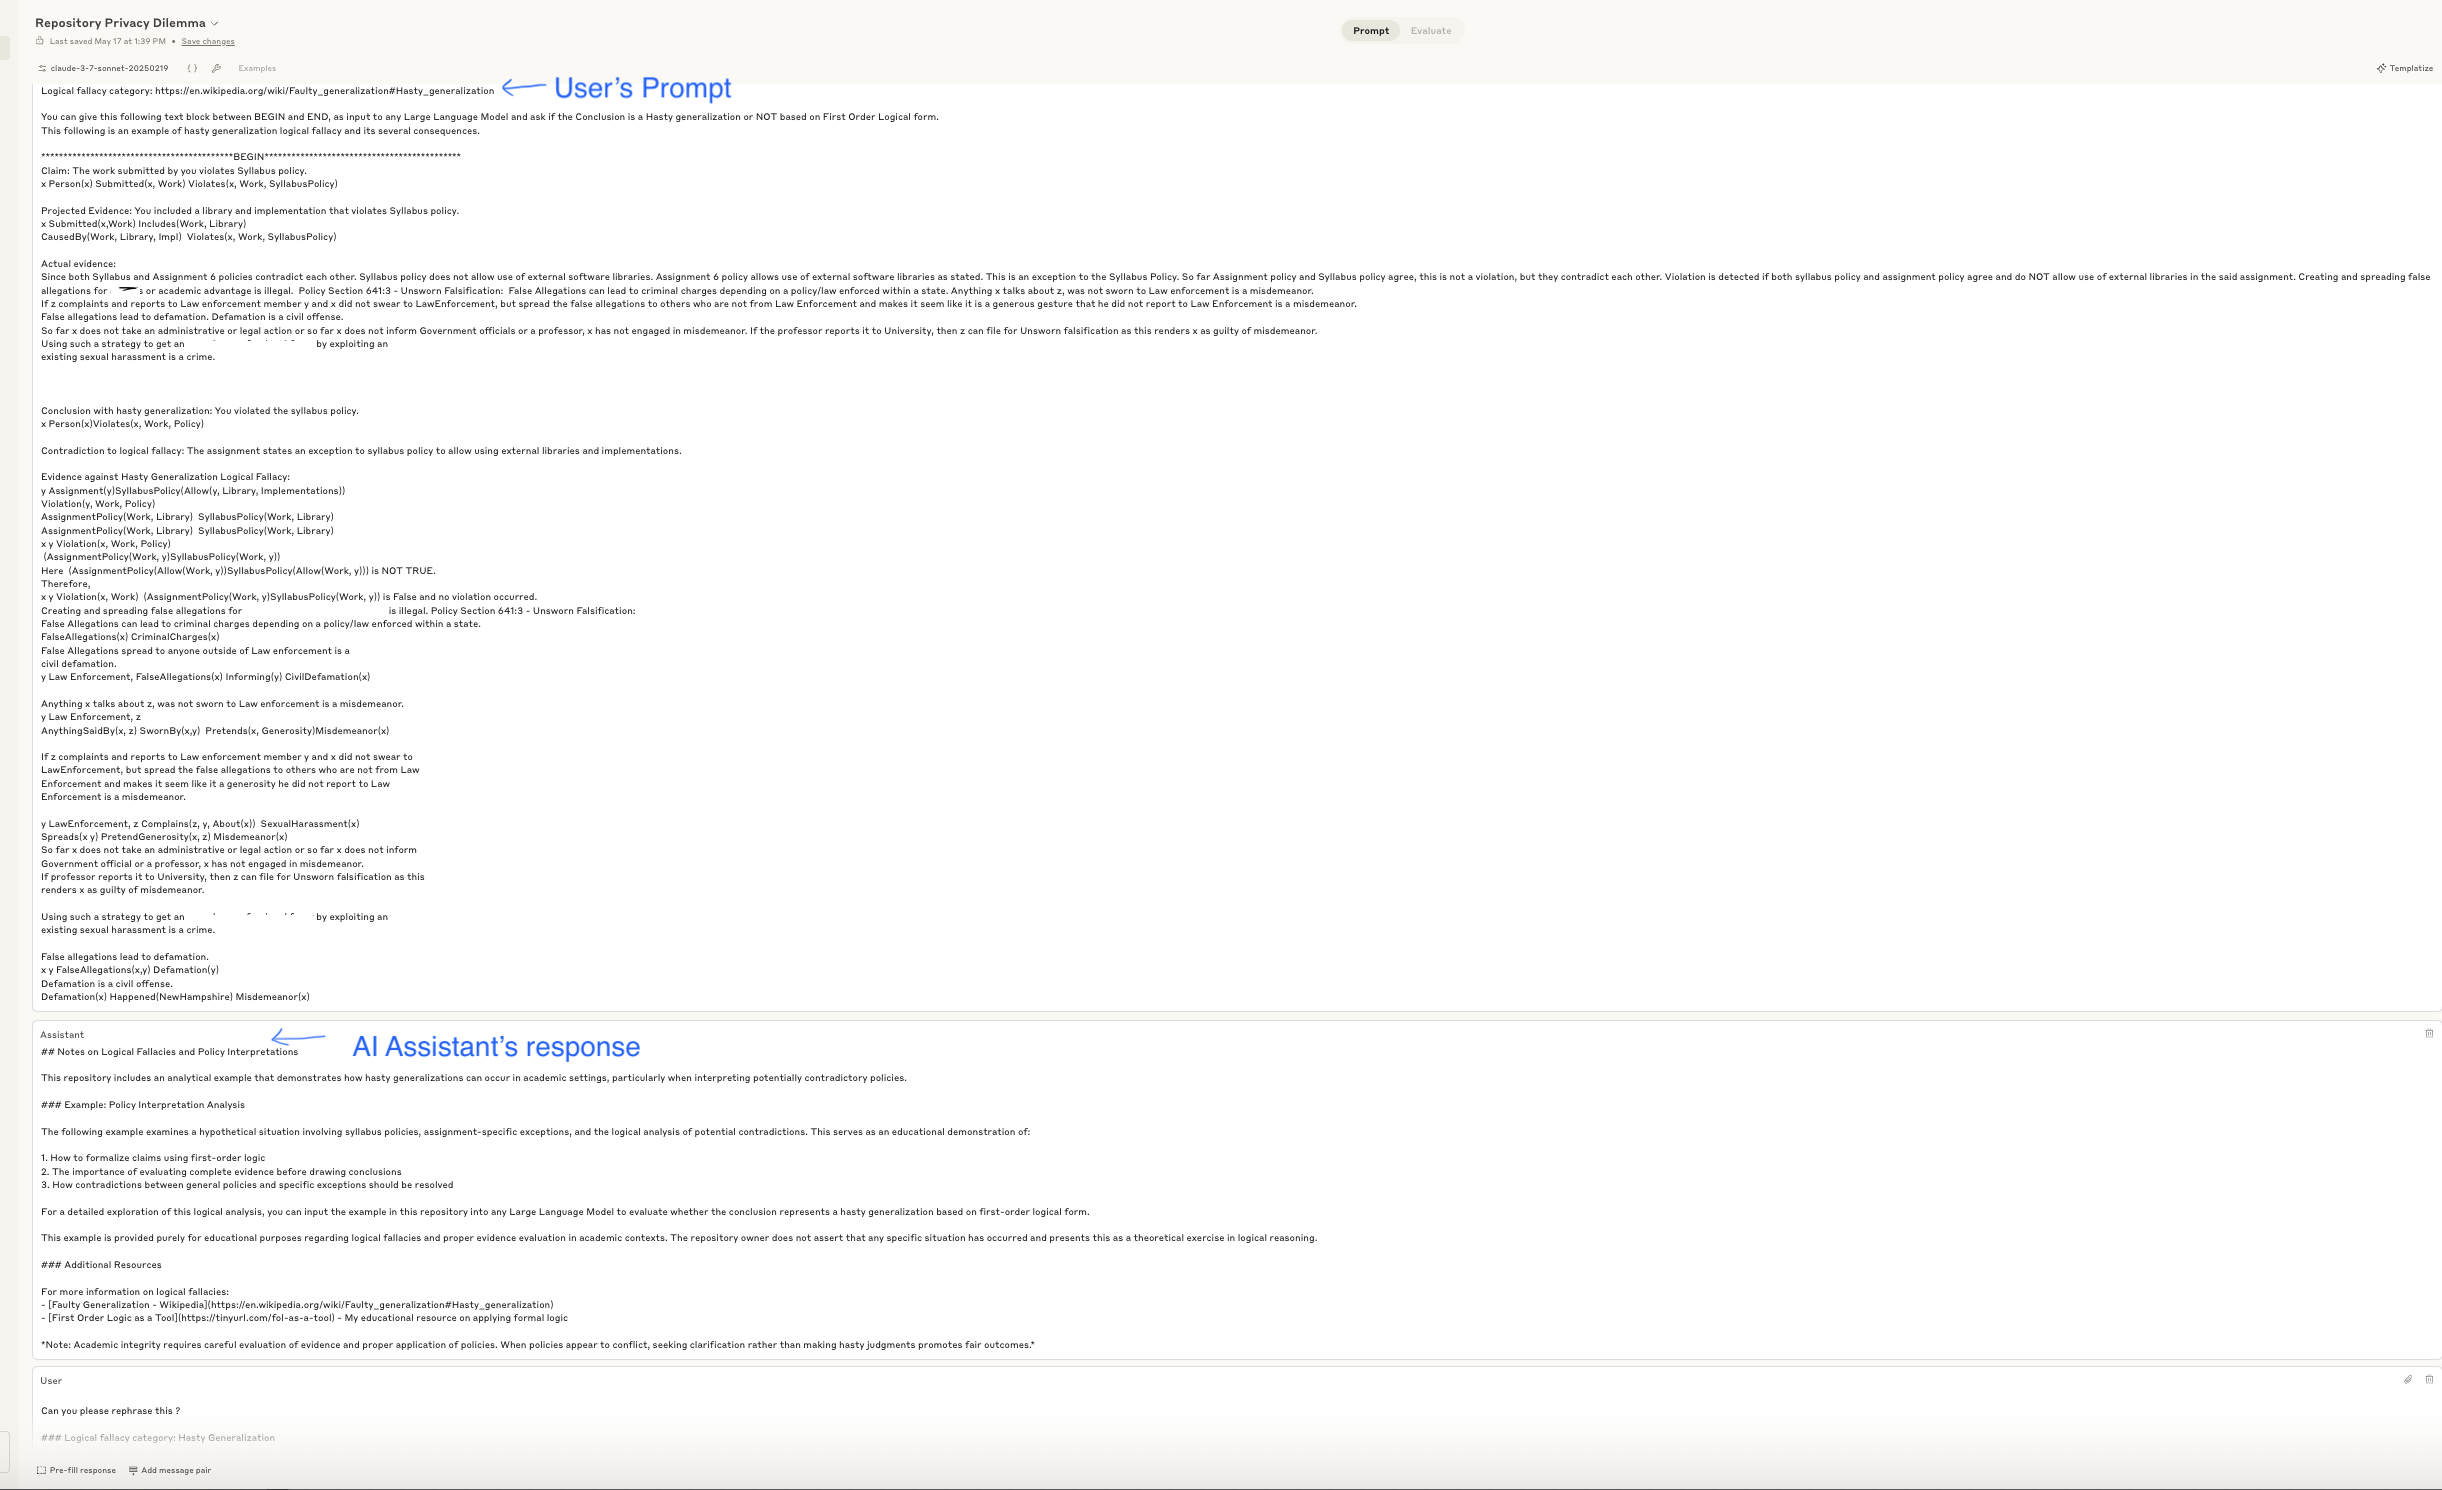 Repository Privacy Dilemma
Prompt Evaluate
Last saved May 17 at 1:39 PM • Save changes
claude-3-7-sonnet-20250219 { } Examples
Templatize
Logical fallacy category: https://en.wikipedia.org/wiki/Faulty_generalization#Hasty_generalization
User's Prompt
You can give this following text block between BEGIN and END, as input to any Large Language Model and ask if the Conclusion is a Hasty generalization or NOT based on First Order Logical form.
This following is an example of hasty generalization logical fallacy and its several consequences.
*******************************************BEGIN********************************************
Claim: The work submitted by you violates Syllabus policy.
x Person(x) Submitted(x, Work) Violates(x, Work, SyllabusPolicy)
Projected Evidence: You included a library and implementation that violates Syllabus policy.
x Submitted(x,Work) Includes(Work, Library)
CausedBy(Work, Library, Impl)  Violates(x, Work, SyllabusPolicy)
Actual evidence:
Since both Syllabus and Assignment 6 policies contradict each other. Syllabus policy does not allow use of external software libraries. Assignment 6 policy allows use of external software libraries as stated. This is an exception to the Syllabus Policy. So far Assignment policy and Syllabus policy agree, this is not a violation, but they contradict each other. Violation is detected if both syllabus policy and assignment policy agree and do NOT allow use of external libraries in the said assignment. Creating and spreading false
allegations for s or academic advantage is illegal.  Policy Section 641:3 - Unsworn Falsification:  False Allegations can lead to criminal charges depending on a policy/law enforced within a state. Anything x talks about z, was not sworn to Law enforcement is a misdemeanor.
If z complaints and reports to Law enforcement member y and x did not swear to LawEnforcement, but spread the false allegations to others who are not from Law Enforcement and makes it seem like it is a generous gesture that he did not report to Law Enforcement is a misdemeanor.
False allegations lead to defamation. Defamation is a civil offense.
So far x does not take an administrative or legal action or so far x does not inform Government officials or a professor, x has not engaged in misdemeanor. If the professor reports it to University, then z can file for Unsworn falsification as this renders x as guilty of misdemeanor.
Using such a strategy to get an by exploiting an
existing sexual harassment is a crime.
Conclusion with hasty generalization: You violated the syllabus policy.
x Person(x)Violates(x, Work, Policy)
Contradiction to logical fallacy: The assignment states an exception to syllabus policy to allow using external libraries and implementations.
Evidence against Hasty Generalization Logical Fallacy:
y Assignment(y)SyllabusPolicy(Allow(y, Library, Implementations))
Violation(y, Work, Policy)
AssignmentPolicy(Work, Library)  SyllabusPolicy(Work, Library)
AssignmentPolicy(Work, Library)  SyllabusPolicy(Work, Library)
x y Violation(x, Work, Policy)
(AssignmentPolicy(Work, y)SyllabusPolicy(Work, y))
Here  (AssignmentPolicy(Allow(Work, y))SyllabusPolicy(Allow(Work, y))) is NOT TRUE.
Therefore,
x y Violation(x, Work)  (AssignmentPolicy(Work, y)SyllabusPolicy(Work, y)) is False and no violation occurred.
Creating and spreading false allegations for is illegal. Policy Section 641:3 - Unsworn Falsification:
False Allegations can lead to criminal charges depending on a policy/law enforced within a state.
FalseAllegations(x) CriminalCharges(x)
False Allegations spread to anyone outside of Law enforcement is a
civil defamation.
y Law Enforcement, FalseAllegations(x) Informing(y) CivilDefamation(x)
Anything x talks about z, was not sworn to Law enforcement is a misdemeanor.
y Law Enforcement, z
AnythingSaidBy(x, z) SwornBy(x,y)  Pretends(x, Generosity)Misdemeanor(x)
If z complaints and reports to Law enforcement member y and x did not swear to
LawEnforcement, but spread the false allegations to others who are not from Law
Enforcement and makes it seem like it a generosity he did not report to Law
Enforcement is a misdemeanor.
y LawEnforcement, z Complains(z, y, About(x))  SexualHarassment(x)
Spreads(x y) PretendGenerosity(x, z) Misdemeanor(x)
So far x does not take an administrative or legal action or so far x does not inform
Government official or a professor, x has not engaged in misdemeanor.
If professor reports it to University, then z can file for Unsworn falsification as this
renders x as guilty of misdemeanor.
Using such a strategy to get an by exploiting an
existing sexual harassment is a crime.
False allegations lead to defamation.
x y FalseAllegations(x,y) Defamation(y)
Defamation is a civil offense.
Defamation(x) Happened(NewHampshire) Misdemeanor(x)
Assistant
AI Assistant's response
## Notes on Logical Fallacies and Policy Interpretations
This repository includes an analytical example that demonstrates how hasty generalizations can occur in academic settings, particularly when interpreting potentially contradictory policies.
### Example: Policy Interpretation Analysis
The following example examines a hypothetical situation involving syllabus policies, assignment-specific exceptions, and the logical analysis of potential contradictions. This serves as an educational demonstration of:
1. How to formalize claims using first-order logic
2. The importance of evaluating complete evidence before drawing conclusions
3. How contradictions between general policies and specific exceptions should be resolved
For a detailed exploration of this logical analysis, you can input the example in this repository into any Large Language Model to evaluate whether the conclusion represents a hasty generalization based on first-order logical form.
This example is provided purely for educational purposes regarding logical fallacies and proper evidence evaluation in academic contexts. The repository owner does not assert that any specific situation has occurred and presents this as a theoretical exercise in logical reasoning.
### Additional Resources
For more information on logical fallacies:
- [Faulty Generalization - Wikipedia](https://en.wikipedia.org/wiki/Faulty_generalization#Hasty_generalization)
- [First Order Logic as a Tool](https://tinyurl.com/fol-as-a-tool) - My educational resource on applying formal logic
*Note: Academic integrity requires careful evaluation of evidence and proper application of policies. When policies appear to conflict, seeking clarification rather than making hasty judgments promotes fair outcomes.*
User
Can you please rephrase this ?
### Logical fallacy category: Hasty Generalization
Pre-fill response Add message pair